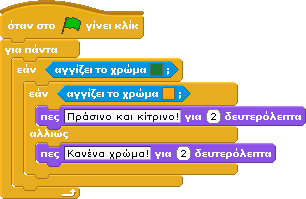 όταν στο γίνει κλίκ
για πάντα
εάν αγγίζει το χρώμα ;
εάν αγγίζει το χρώμα ;
πες Πράσινο και κίτρινο! για 2 δευτερόλεπτα
αλλιώς
πες Κανένα χρώμα! για 2 δευτερόλεπτα